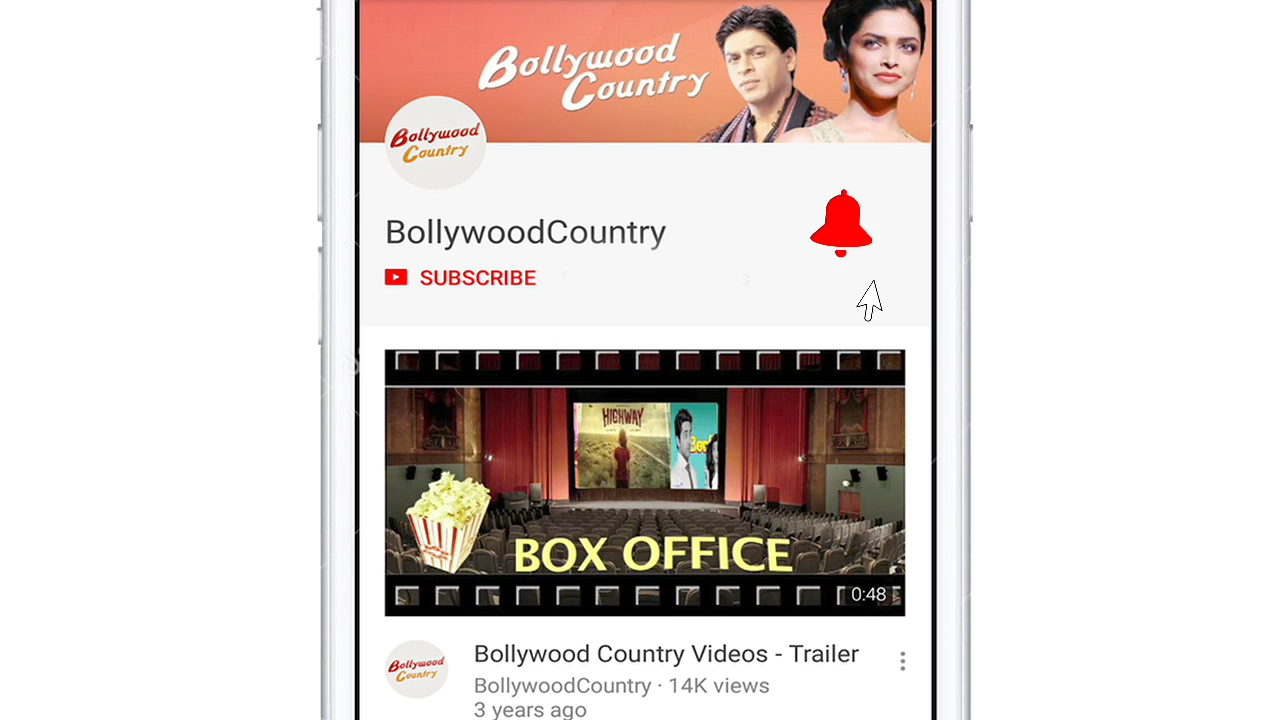 Bollywood
Country
Bollywood
Country
BollywoodCountry
SUBSCRIBE
HIGHWAY
BOX OFFICE
0:48
Bollywood Country Videos - Trailer
Bollywood
Country
BollywoodCountry · 14K views
3 years ago